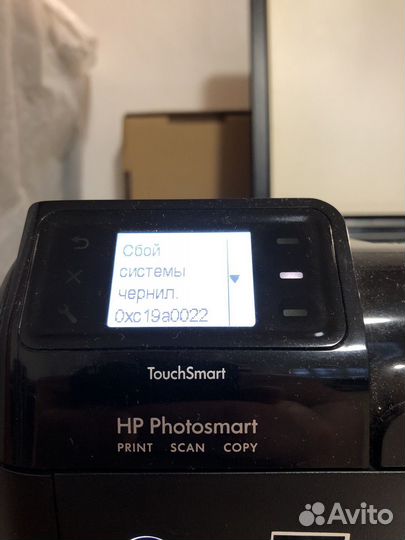 Сбой
системы
чернил.
0xc19a0022
TouchSmart
HP Photosmart
PRINT SCAN COPY
Avito